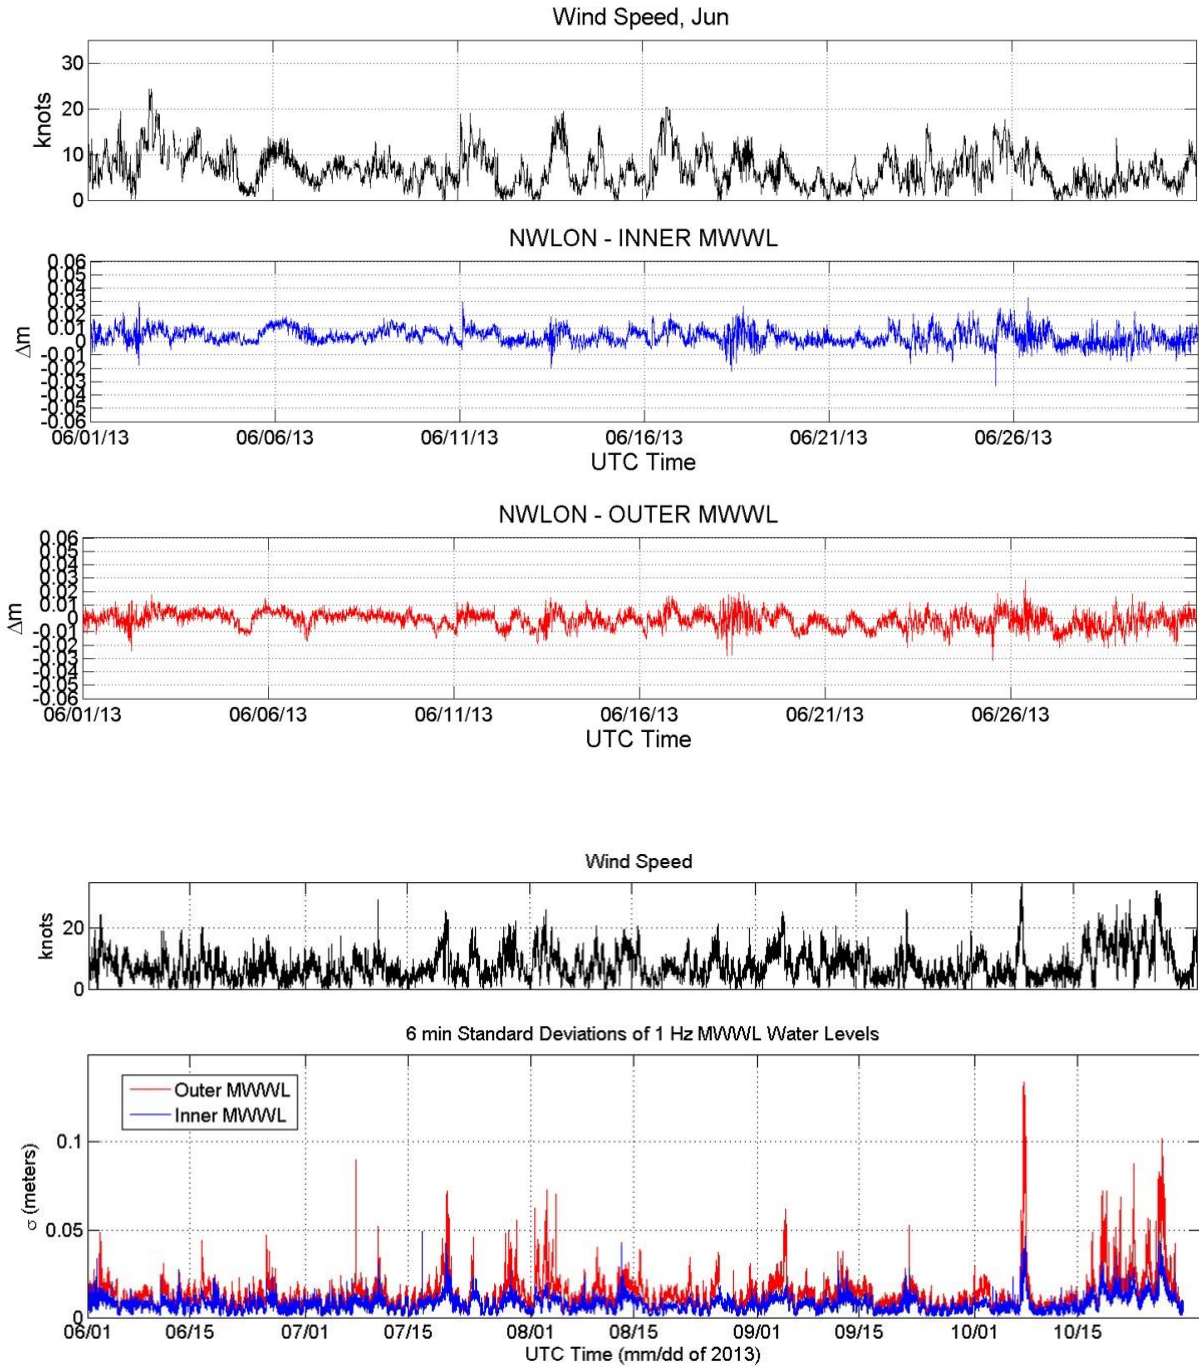 Wind Speed, Jun
30
20
10
0
knots
NWLON - INNER MWWL
0.06
0.05
0.04
0.03
0.02
0.01
0
-0.01
-0.02
-0.03
-0.04
-0.05
-0.06
Δm
06/01/13 06/06/13 06/11/13 06/16/13 06/21/13 06/26/13
UTC Time
NWLON - OUTER MWWL
0.06
0.05
0.04
0.03
0.02
0.01
0
-0.01
-0.02
-0.03
-0.04
-0.05
-0.06
Δm
06/01/13 06/06/13 06/11/13 06/16/13 06/21/13 06/26/13
UTC Time
Wind Speed
20
0
knots
6 min Standard Deviations of 1 Hz MWWL Water Levels
Outer MWWL
Inner MWWL
0.1
0.05
0
σ (meters)
06/01 06/15 07/01 07/15 08/01 08/15 09/01 09/15 10/01 10/15
UTC Time (mm/dd of 2013)